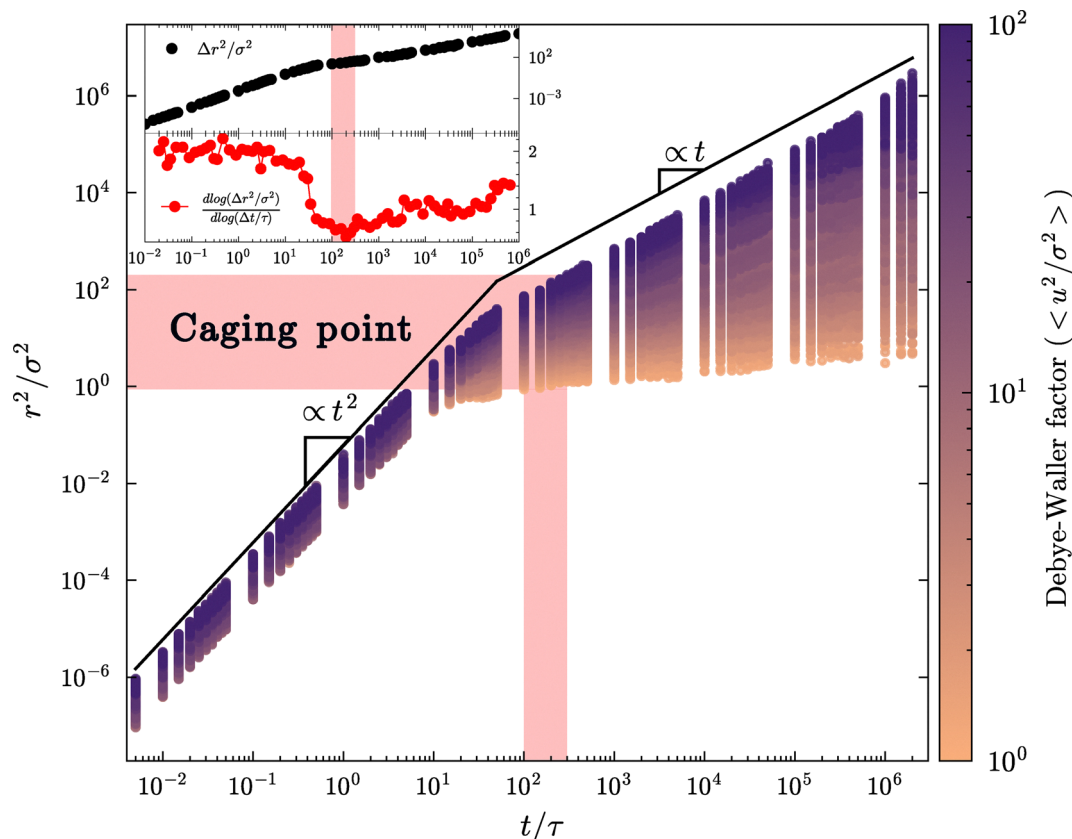 Δr²/σ²
10²
10⁻³
dlog(Δr²/σ²)
dlog(Δt/τ)
2
1
10⁻² 10⁻¹ 10⁰ 10¹ 10² 10³ 10⁴ 10⁵ 10⁶
Caging point
∝ t²
∝ t
r²/σ²
10⁶
10⁴
10²
10⁰
10⁻²
10⁻⁴
10⁻⁶
10⁻² 10⁻¹ 10⁰ 10¹ 10² 10³ 10⁴ 10⁵ 10⁶
t/τ
10²
10¹
10⁰
Debye-Waller factor ( < u²/σ² > )